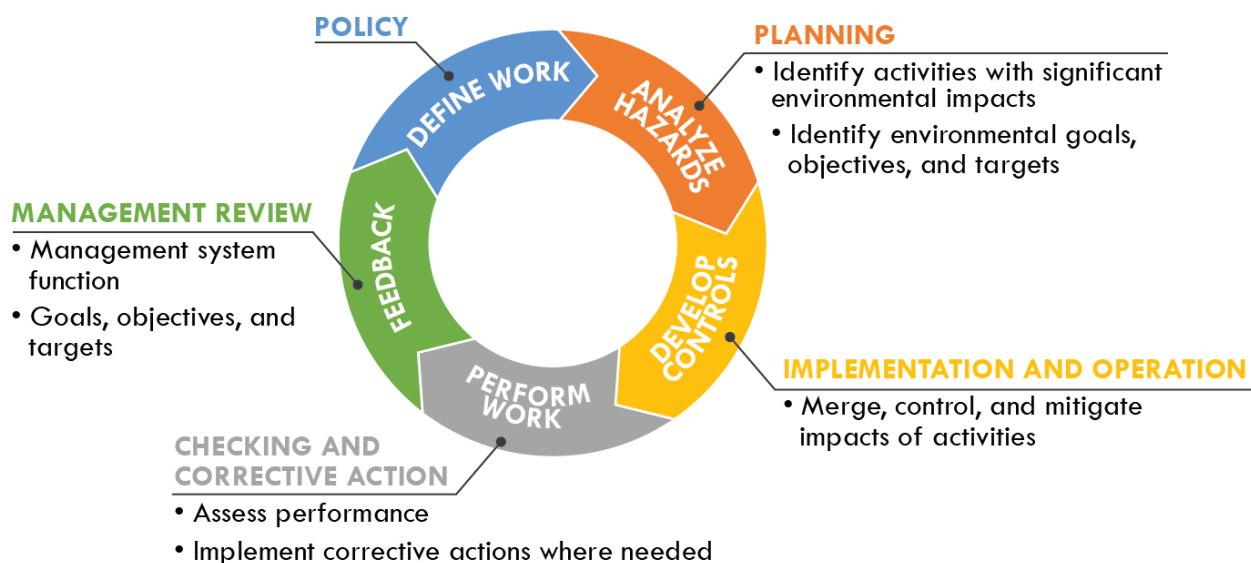 POLICY
DEFINE WORK
PLANNING
• Identify activities with significant
environmental impacts
• Identify environmental goals,
objectives, and targets
ANALYZE
HAZARDS
MANAGEMENT REVIEW
• Management system
function
• Goals, objectives, and
targets
FEEDBACK
DEVELOP
CONTROLS
IMPLEMENTATION AND OPERATION
• Merge, control, and mitigate
impacts of activities
PERFORM
WORK
CHECKING AND
CORRECTIVE ACTION
• Assess performance
• Implement corrective actions where needed